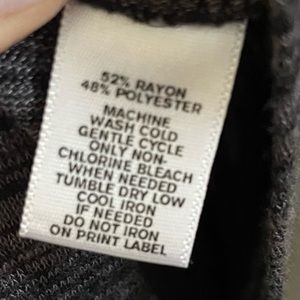 52% RAYON
48% POLYESTER
MACHINE
WASH COLD
GENTLE CYCLE
ONLY NON-
CHLORINE BLEACH
WHEN NEEDED
TUMBLE DRY LOW
COOL IRON
IF NEEDED
DO NOT IRON
ON PRINT LABEL